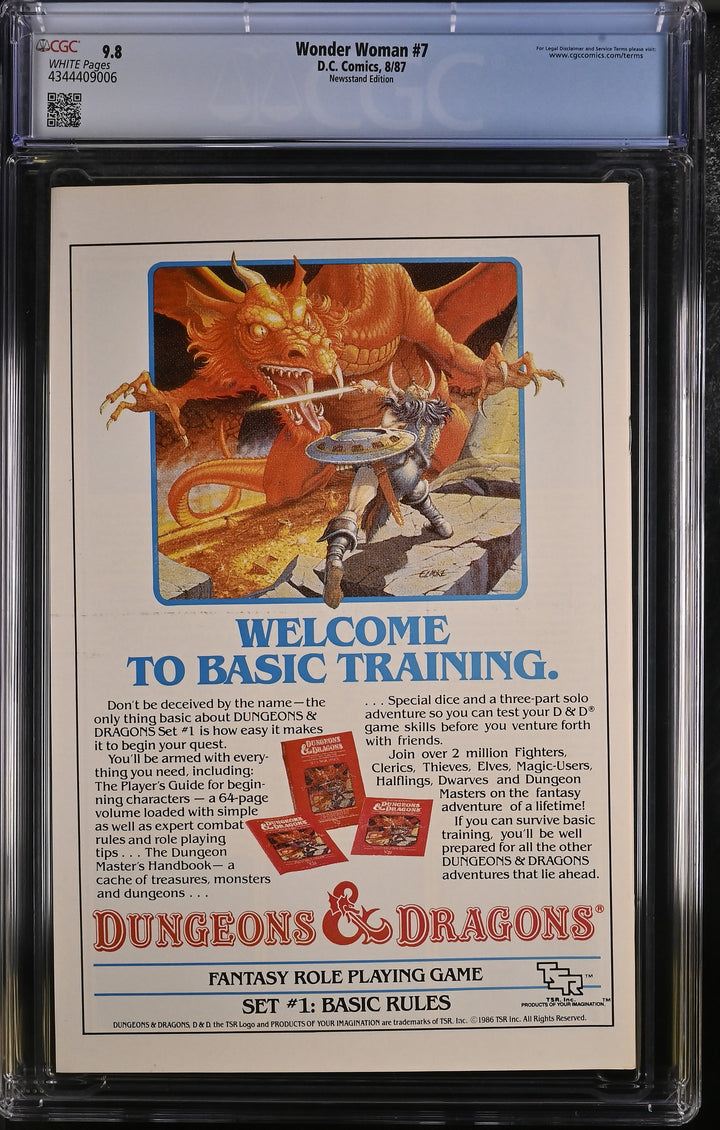 CGC 9.8
WHITE Pages
4344409006
Wonder Woman #7
D.C. Comics, 8/87
Newsstand Edition
For Legal Disclaimer and Service Terms please visit:
www.cgccomics.com/terms
CGC
ELMORE
WELCOME
TO BASIC TRAINING.
Don't be deceived by the name—the
only thing basic about DUNGEONS &
DRAGONS Set #1 is how easy it makes
it to begin your quest.
You'll be armed with every-
thing you need, including:
The Player's Guide for begin-
ning characters — a 64-page
volume loaded with simple
as well as expert combat
rules and role playing
tips . . . The Dungeon
Master's Handbook— a
cache of treasures, monsters
and dungeons . . .
DUNGEONS
& DRAGONS
DUNGEONS
& DRAGONS
DUNGEONS
& DRAGONS
. . . Special dice and a three-part solo
adventure so you can test your D & D®
game skills before you venture forth
with friends.
Join over 2 million Fighters,
Clerics, Thieves, Elves, Magic-Users,
Halflings, Dwarves and Dungeon
Masters on the fantasy
adventure of a lifetime!
If you can survive basic
training, you'll be well
prepared for all the other
DUNGEONS & DRAGONS
adventures that lie ahead.
DUNGEONS & DRAGONS®
FANTASY ROLE PLAYING GAME
SET #1: BASIC RULES
TSR™
TSR, Inc.
PRODUCTS OF YOUR IMAGINATION.™
DUNGEONS & DRAGONS, D & D, the TSR Logo and PRODUCTS OF YOUR IMAGINATION are trademarks of TSR, Inc. ©1986 TSR Inc. All Rights Reserved.